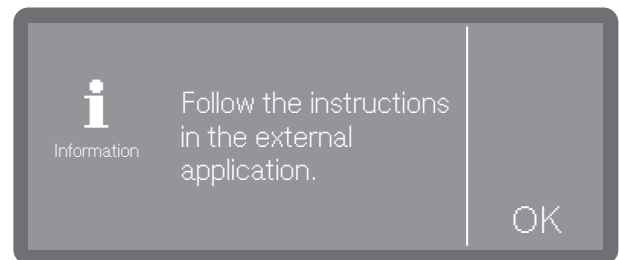 Information
Follow the instructions
in the external
application.
OK